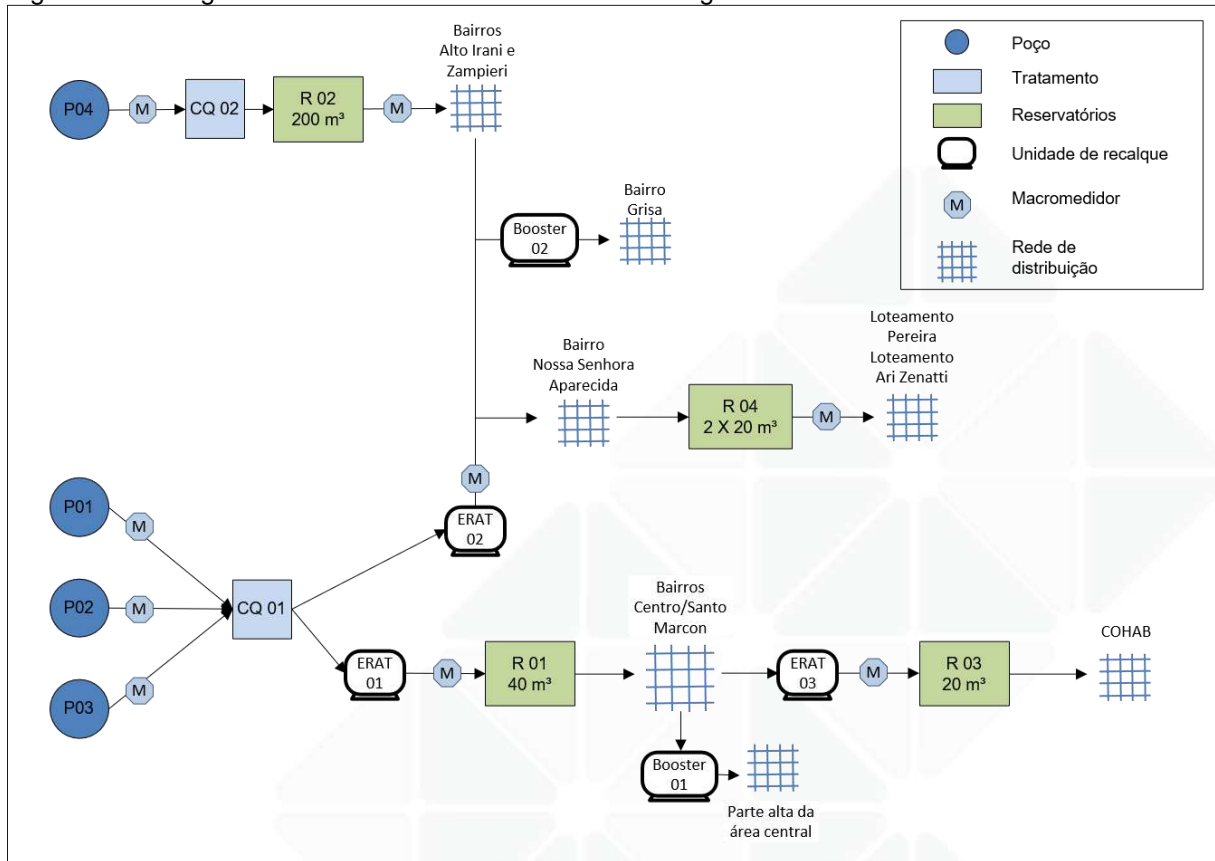 Bairros
Alto Irani e
Zampieri
P04
M
CQ 02
R 02
200 m³
M
Bairro
Grisa
Booster
02
Bairro
Nossa Senhora
Aparecida
R 04
2 X 20 m³
M
Loteamento
Pereira
Loteamento
Ari Zenatti
M
ERAT
02
P01
M
P02
M
P03
M
CQ 01
ERAT
01
M
R 01
40 m³
Bairros
Centro/Santo
Marcon
ERAT
03
M
R 03
20 m³
COHAB
Booster
01
Parte alta da
área central
Poço
Tratamento
Reservatórios
Unidade de recalque
M
Macromedidor
Rede de
distribuição